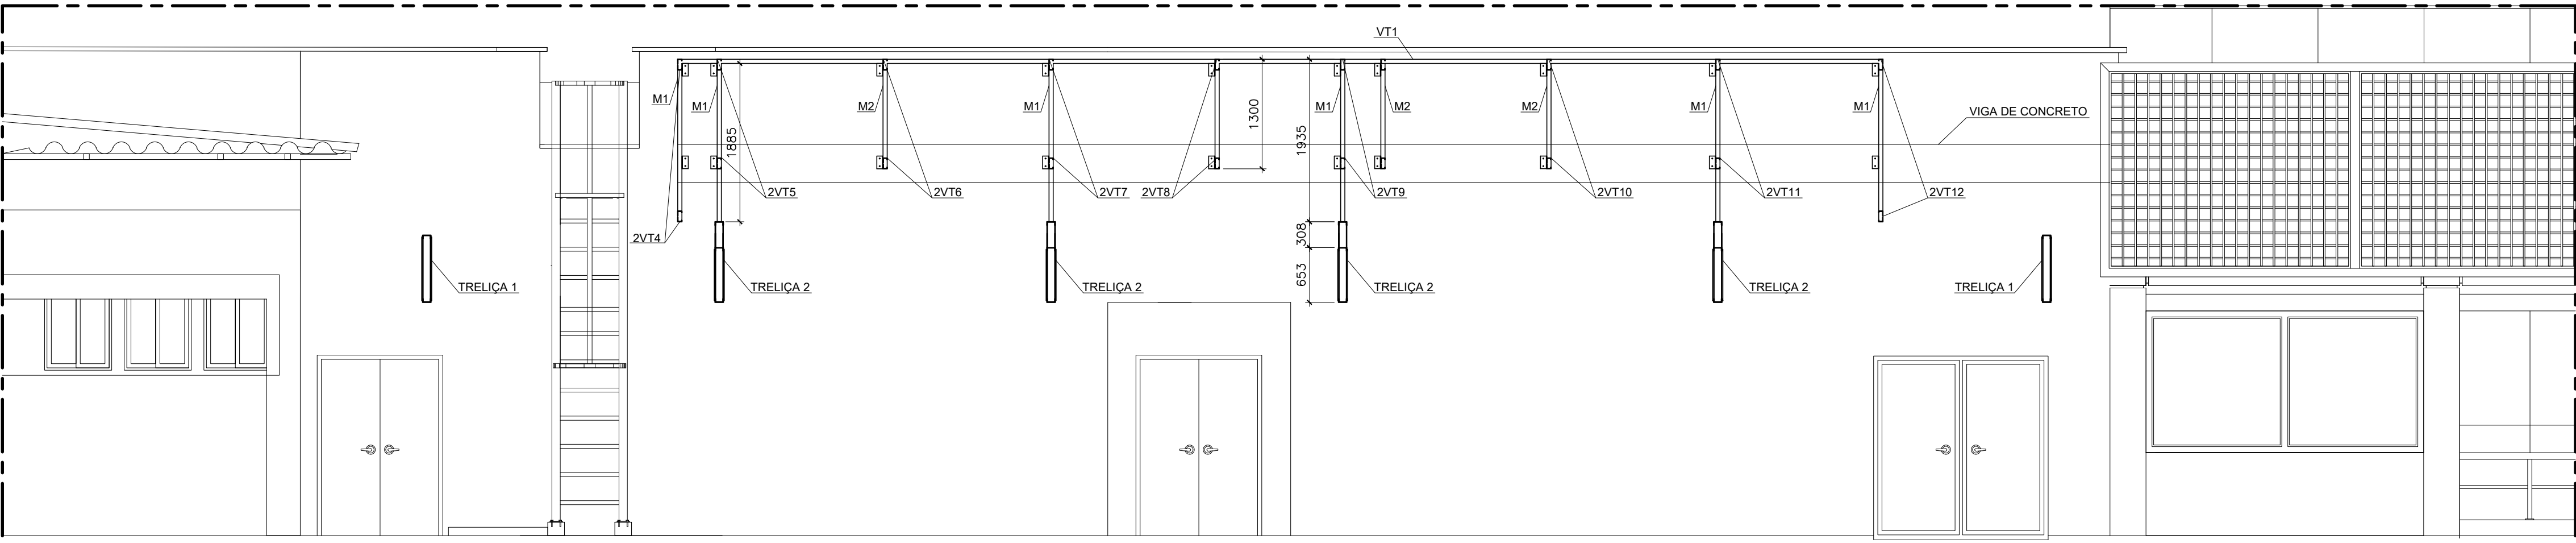 VT1
M1
M1
M2
M1
M1
M2
M2
M1
M1
1885
1300
1935
VIGA DE CONCRETO
2VT5
2VT6
2VT7
2VT8
2VT9
2VT10
2VT11
2VT12
2VT4
308
653
TRELIÇA 1
TRELIÇA 2
TRELIÇA 2
TRELIÇA 2
TRELIÇA 2
TRELIÇA 1